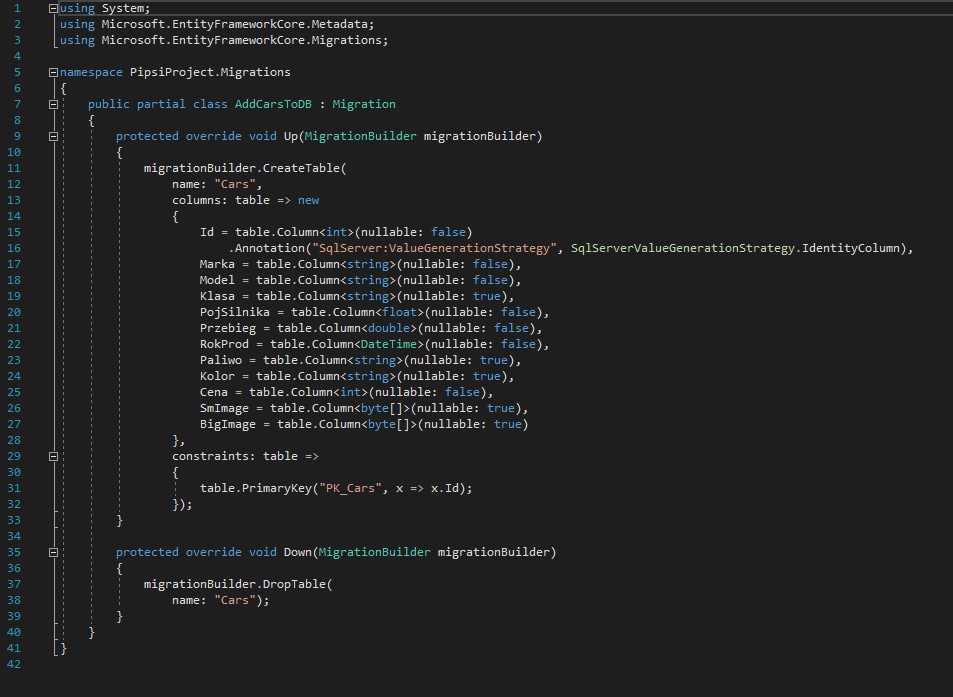 1 using System;
2 using Microsoft.EntityFrameworkCore.Metadata;
3 using Microsoft.EntityFrameworkCore.Migrations;
4
5 namespace PipsiProject.Migrations
6 {
7 public partial class AddCarsToDB : Migration
8 {
9 protected override void Up(MigrationBuilder migrationBuilder)
10 {
11 migrationBuilder.CreateTable(
12 name: "Cars",
13 columns: table => new
14 {
15 Id = table.Column<int>(nullable: false)
16 .Annotation("SqlServer:ValueGenerationStrategy", SqlServerValueGenerationStrategy.IdentityColumn),
17 Marka = table.Column<string>(nullable: false),
18 Model = table.Column<string>(nullable: false),
19 Klasa = table.Column<string>(nullable: true),
20 PojSilnika = table.Column<float>(nullable: false),
21 Przebieg = table.Column<double>(nullable: false),
22 RokProd = table.Column<DateTime>(nullable: false),
23 Paliwo = table.Column<string>(nullable: true),
24 Kolor = table.Column<string>(nullable: true),
25 Cena = table.Column<int>(nullable: false),
26 SmImage = table.Column<byte[]>(nullable: true),
27 BigImage = table.Column<byte[]>(nullable: true)
28 },
29 constraints: table =>
30 {
31 table.PrimaryKey("PK_Cars", x => x.Id);
32 });
33 }
34
35 protected override void Down(MigrationBuilder migrationBuilder)
36 {
37 migrationBuilder.DropTable(
38 name: "Cars");
39 }
40 }
41 }
42